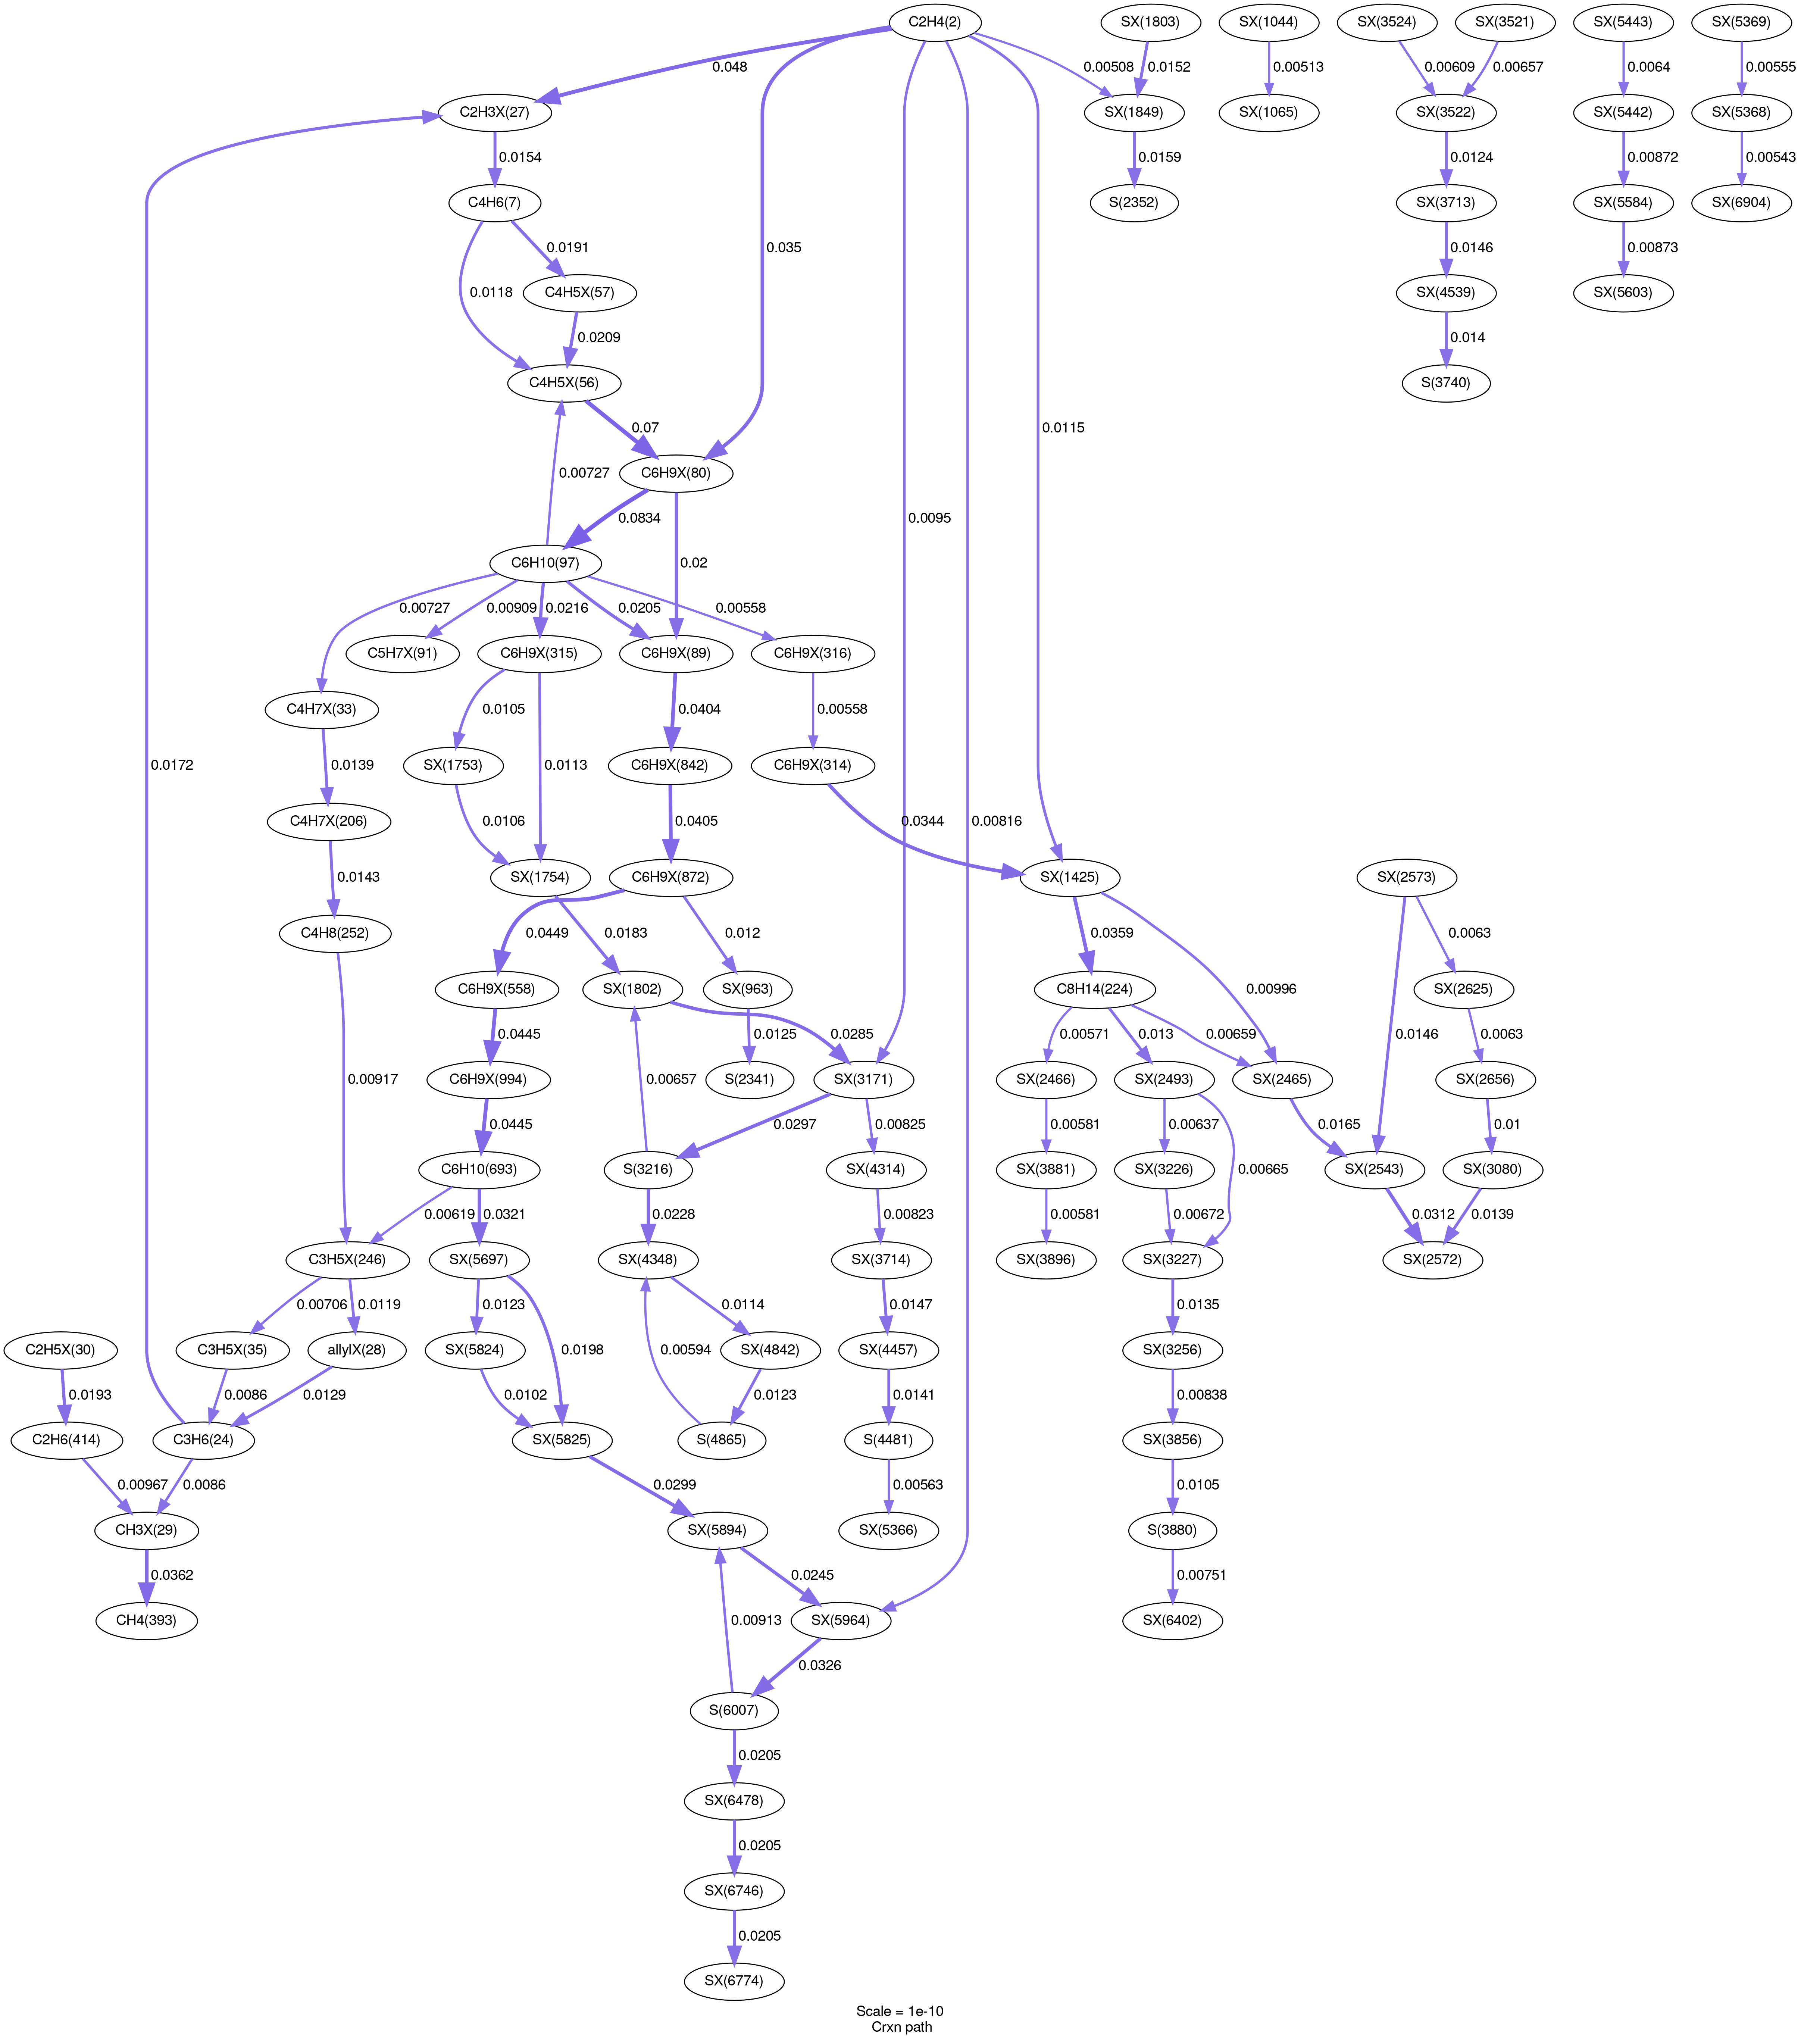 C2H4(2)
SX(1803)
SX(1044)
SX(3524)
SX(3521)
SX(5443)
SX(5369)
0.048
0.00508
0.0152
0.00513
0.00609
0.00657
0.0064
0.00555
C2H3X(27)
SX(1849)
SX(1065)
SX(3522)
SX(5442)
SX(5368)
0.0154
0.0159
0.0124
0.00872
0.00543
C4H6(7)
S(2352)
SX(3713)
SX(5584)
SX(6904)
0.0191
0.035
0.0146
0.00873
0.0118
C4H5X(57)
SX(4539)
SX(5603)
0.0209
0.014
C4H5X(56)
S(3740)
0.07
0.0115
0.00727
C6H9X(80)
0.0834
0.0095
0.02
C6H10(97)
0.00727
0.00909
0.0216
0.0205
0.00558
C5H7X(91)
C6H9X(315)
C6H9X(89)
C6H9X(316)
C4H7X(33)
0.0105
0.0404
0.00558
0.0172
0.0139
SX(1753)
0.0113
C6H9X(842)
C6H9X(314)
C4H7X(206)
0.0106
0.0405
0.0344
0.00816
0.0143
SX(1754)
C6H9X(872)
SX(1425)
SX(2573)
C4H8(252)
0.0449
0.0183
0.012
0.0359
0.0063
C6H9X(558)
SX(1802)
SX(963)
C8H14(224)
0.00996
SX(2625)
0.0445
0.0285
0.0125
0.00571
0.013
0.00659
0.0146
0.0063
C6H9X(994)
S(2341)
SX(3171)
SX(2466)
SX(2493)
SX(2465)
SX(2656)
0.00917
0.0445
0.00657
0.0297
0.00825
0.00581
0.00637
0.0165
0.01
C6H10(693)
S(3216)
SX(4314)
SX(3881)
SX(3226)
0.00665
SX(2543)
SX(3080)
0.00619
0.0321
0.0228
0.00823
0.00581
0.00672
0.0312
0.0139
C3H5X(246)
SX(5697)
SX(4348)
SX(3714)
SX(3896)
SX(3227)
SX(2572)
0.00706
0.0119
0.0123
0.0114
0.0147
0.0135
C2H5X(30)
C3H5X(35)
allylX(28)
SX(5824)
0.0198
0.00594
SX(4842)
SX(4457)
SX(3256)
0.0193
0.0086
0.0129
0.0102
0.0123
0.0141
0.00838
C2H6(414)
C3H6(24)
SX(5825)
S(4865)
S(4481)
SX(3856)
0.00967
0.0086
0.0299
0.00563
0.0105
CH3X(29)
SX(5894)
SX(5366)
S(3880)
0.0362
0.0245
0.00751
CH4(393)
0.00913
SX(5964)
SX(6402)
0.0326
S(6007)
0.0205
SX(6478)
0.0205
SX(6746)
0.0205
SX(6774)
Scale = 1e-10
Crxn path